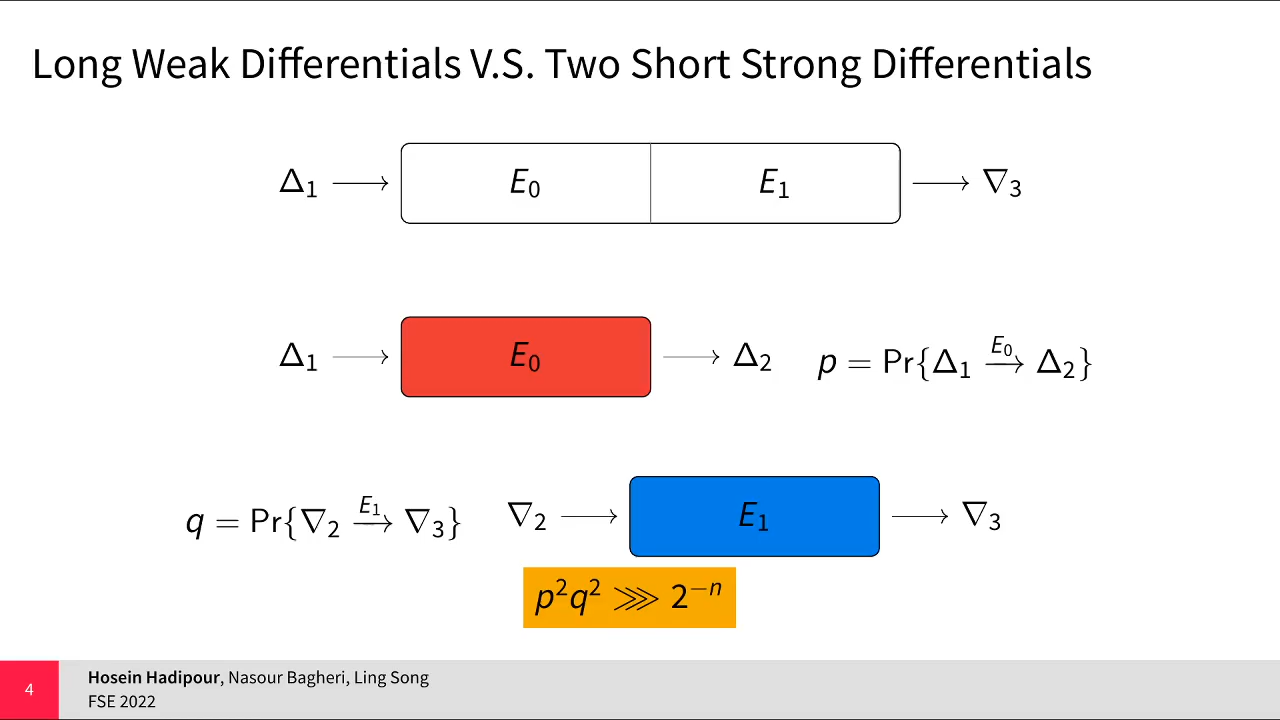 Long Weak Differentials V.S. Two Short Strong Differentials
Δ₁ ⟶ E₀ E₁ ⟶ ∇₃
Δ₁ ⟶ E₀ ⟶ Δ₂ p = Pr{Δ₁ —E₀→ Δ₂}
q = Pr{∇₂ —E₁→ ∇₃} ∇₂ ⟶ E₁ ⟶ ∇₃
p²q² ⋙ 2⁻ⁿ
4
Hosein Hadipour, Nasour Bagheri, Ling Song
FSE 2022